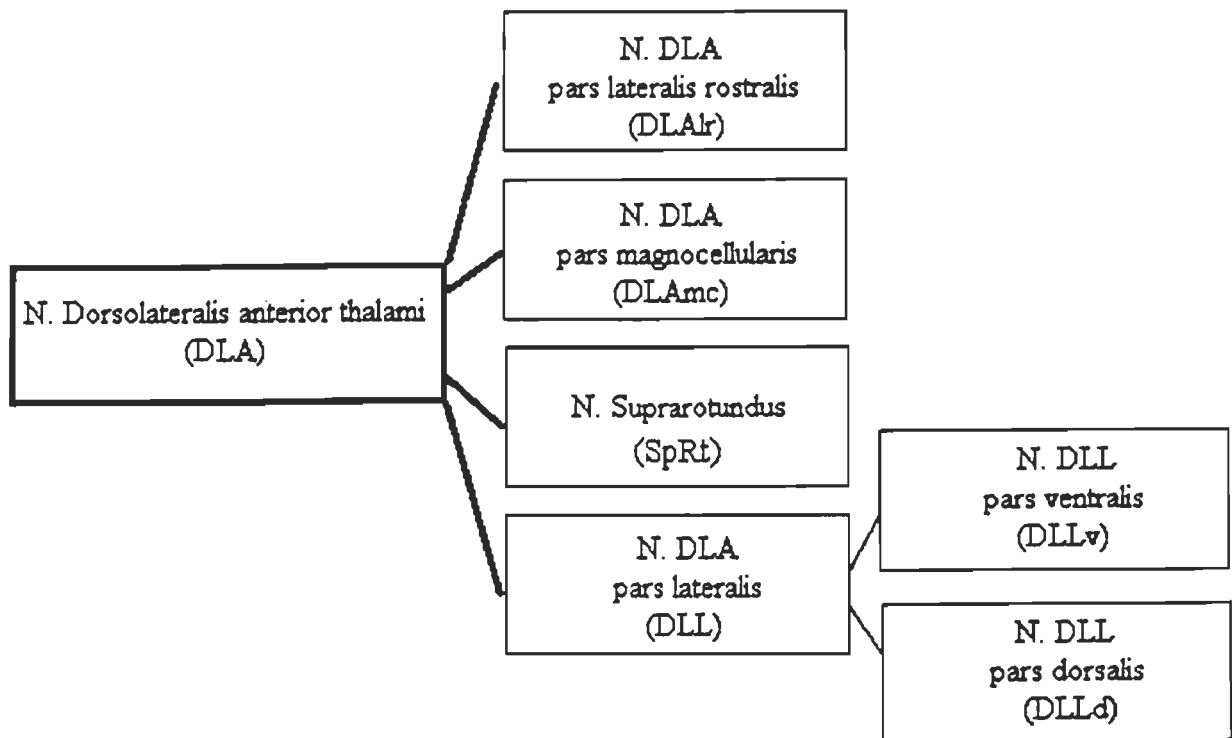 N. DLA
pars lateralis rostralis
(DLAlr)
N. DLA
pars magnocellularis
(DLAmc)
N. Dorsolateralis anterior thalami
(DLA)
N. Suprarotundus
(SpRt)
N. DLA
pars lateralis
(DLL)
N. DLL
pars ventralis
(DLLv)
N. DLL
pars dorsalis
(DLLd)